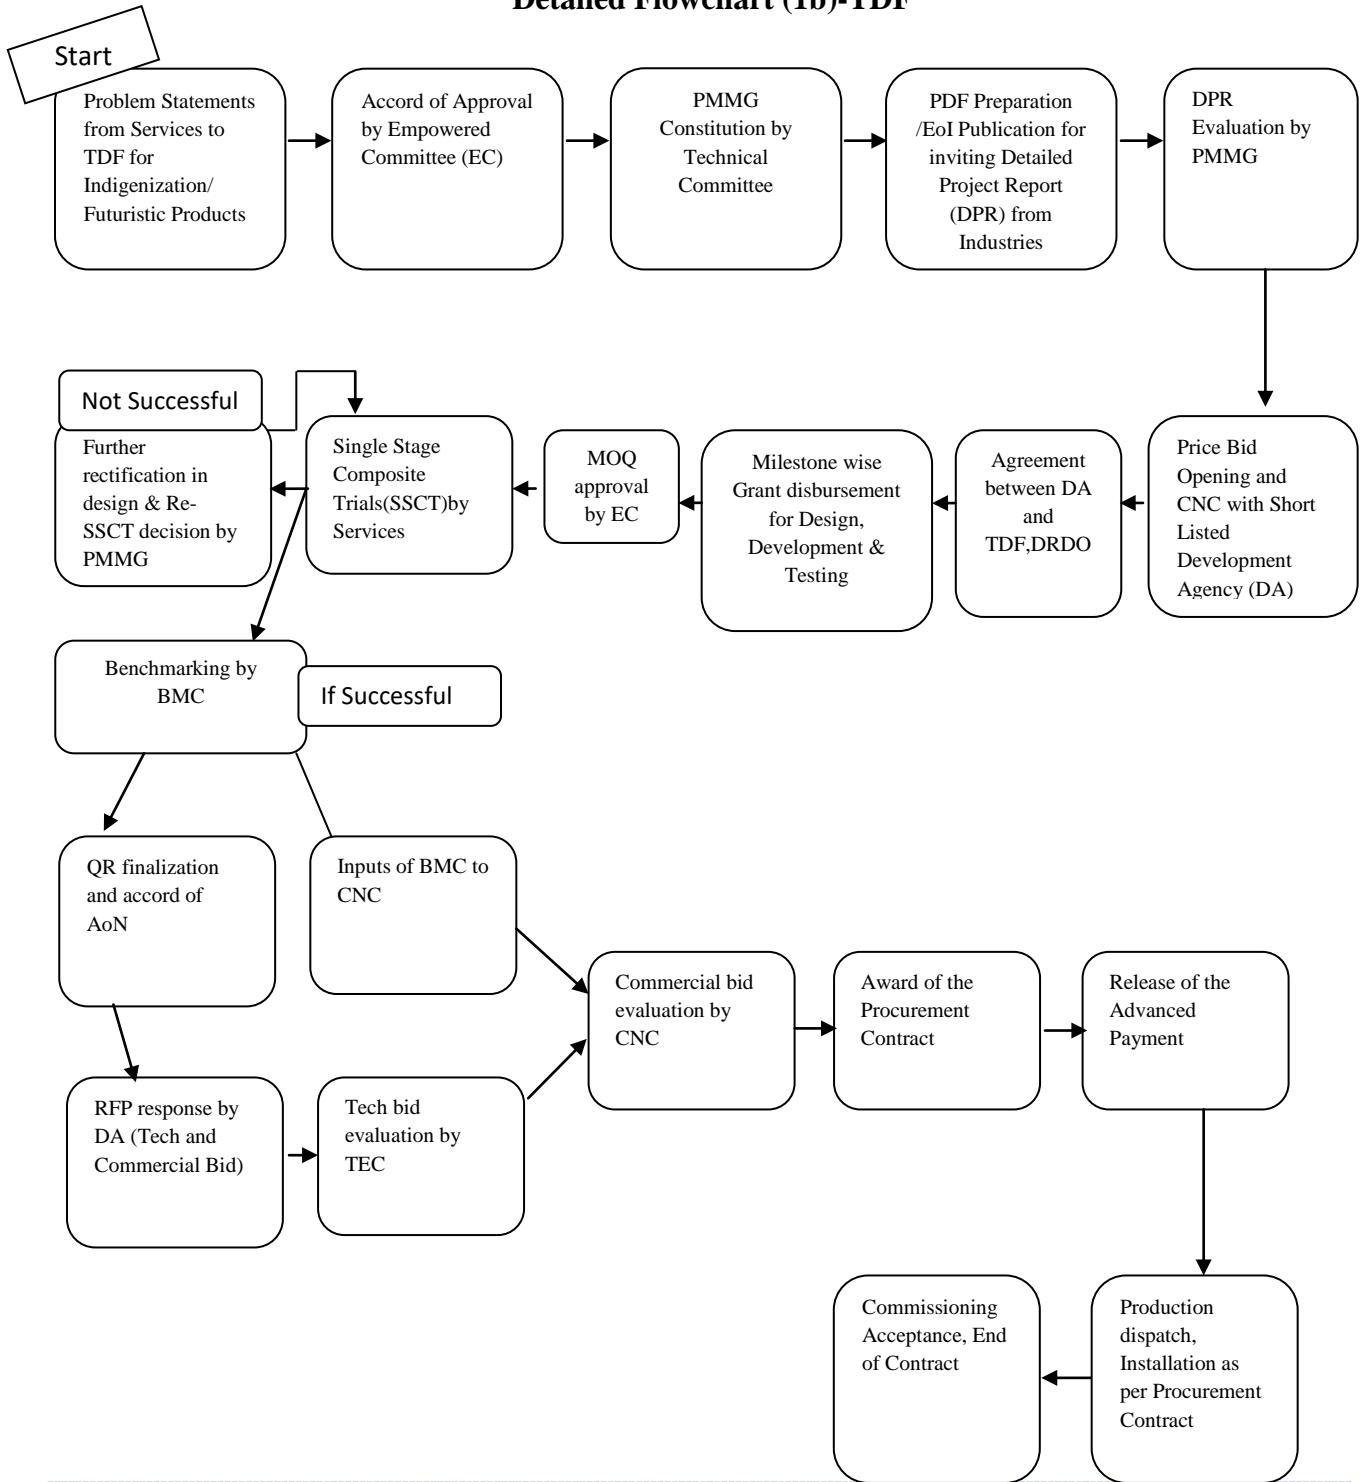 Detailed Flowchart (1b)-TDF
Start
Problem Statements
from Services to
TDF for
Indigenization/
Futuristic Products
Accord of Approval
by Empowered
Committee (EC)
PMMG
Constitution by
Technical
Committee
PDF Preparation
/EoI Publication for
inviting Detailed
Project Report
(DPR) from
Industries
DPR
Evaluation by
PMMG
Not Successful
Further
rectification in
design & Re-
SSCT decision by
PMMG
Single Stage
Composite
Trials(SSCT)by
Services
MOQ
approval
by EC
Milestone wise
Grant disbursement
for Design,
Development &
Testing
Agreement
between DA
and
TDF,DRDO
Price Bid
Opening and
CNC with Short
Listed
Development
Agency (DA)
Benchmarking by
BMC
If Successful
QR finalization
and accord of
AoN
Inputs of BMC to
CNC
Commercial bid
evaluation by
CNC
Award of the
Procurement
Contract
Release of the
Advanced
Payment
RFP response by
DA (Tech and
Commercial Bid)
Tech bid
evaluation by
TEC
Commissioning
Acceptance, End
of Contract
Production
dispatch,
Installation as
per Procurement
Contract